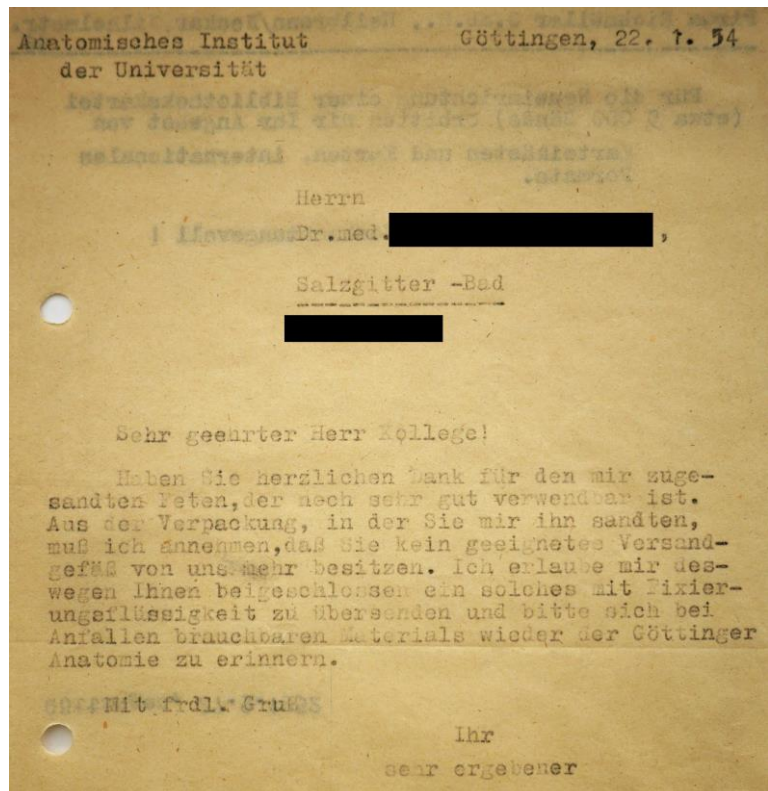 Anatomisches Institut Göttingen, 22. 1. 54
der Universität
Herrn
Dr.med. ,
Salzgitter -Bad
Sehr geehrter Herr Kollege!
Haben Sie herzlichen Dank für den mir zuge-
sandten Feten,der noch sehr gut verwendbar ist.
Aus der Verpackung, in der Sie mir ihn sandten,
muß ich annehmen,daß Sie kein geeignetes Versand-
gefäß von uns mehr besitzen. Ich erlaube mir des-
wegen Ihnen beigeschlossen ein solches mit Fixier-
ungsflüssigkeit zu übersenden und bitte sich bei
Anfallen brauchbaren Materials wieder der Göttinger
Anatomie zu erinnern.
Mit frdl. Gruß
Ihr
sehr ergebener